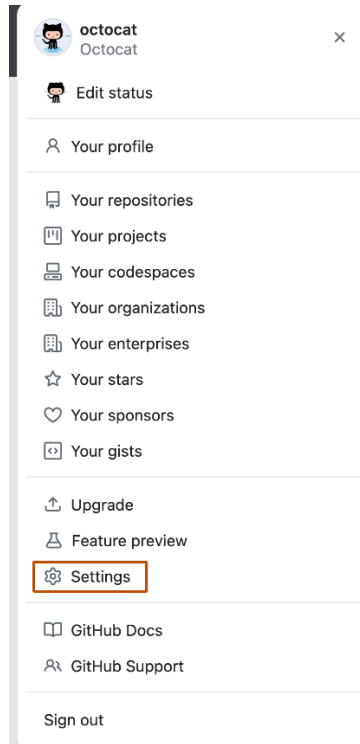 octocat
Octocat
Edit status
Your profile
Your repositories
Your projects
Your codespaces
Your organizations
Your enterprises
Your stars
Your sponsors
Your gists
Upgrade
Feature preview
Settings
GitHub Docs
GitHub Support
Sign out